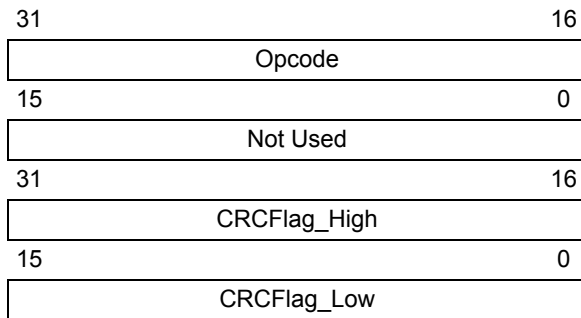 31 16
Opcode
15 0
Not Used
31 16
CRCFlag_High
15 0
CRCFlag_Low